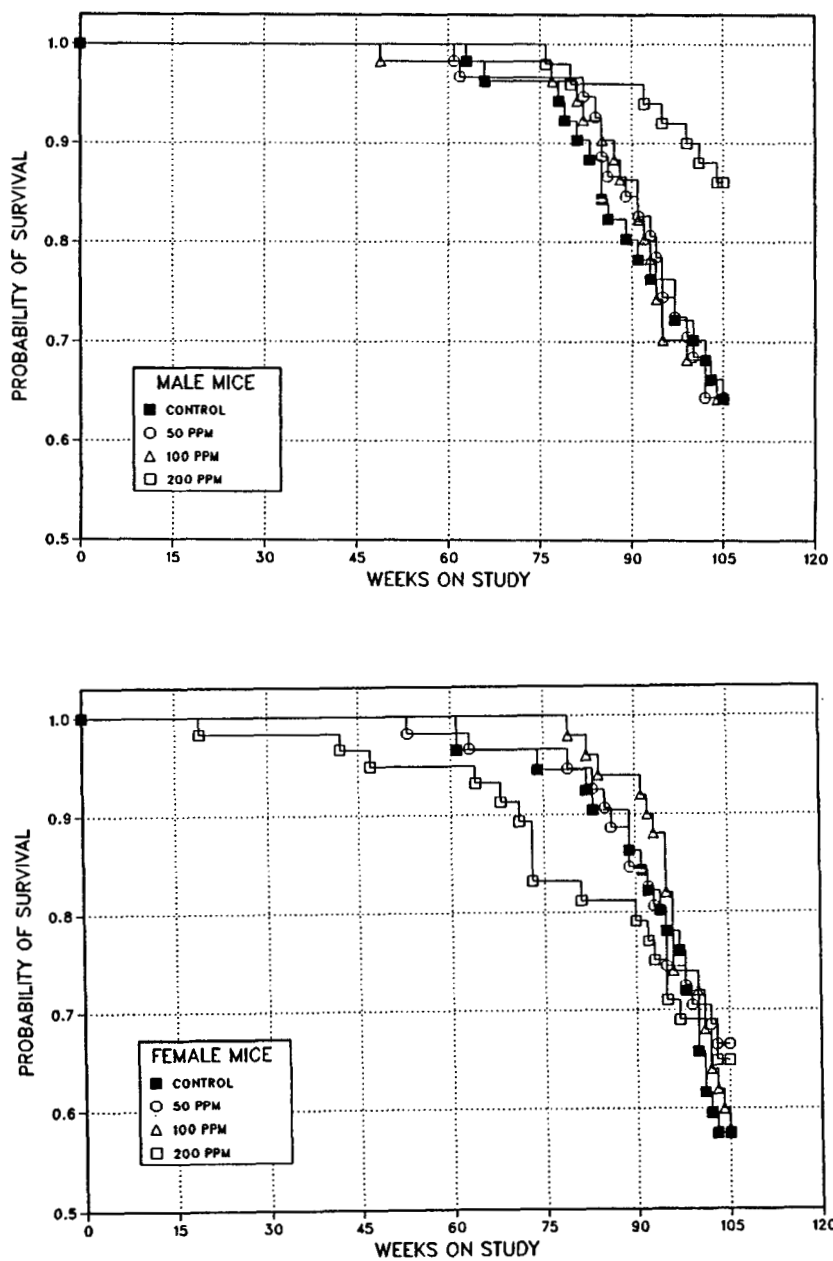 1.0
0.9
0.8
0.7
0.6
0.5
PROBABILITY OF SURVIVAL
MALE MICE
CONTROL
50 PPM
100 PPM
200 PPM
0 15 30 45 60 75 90 105 120
WEEKS ON STUDY
1.0
0.9
0.8
0.7
0.6
0.5
PROBABILITY OF SURVIVAL
FEMALE MICE
CONTROL
50 PPM
100 PPM
200 PPM
0 15 30 45 60 75 90 105 120
WEEKS ON STUDY